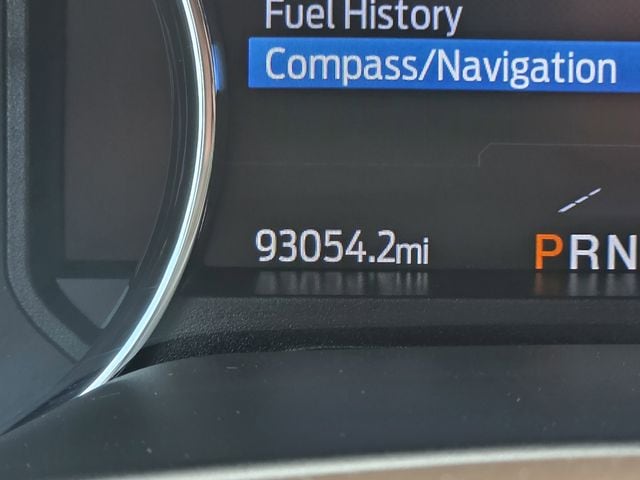 Fuel History
Compass/Navigation
93054.2mi
PRN